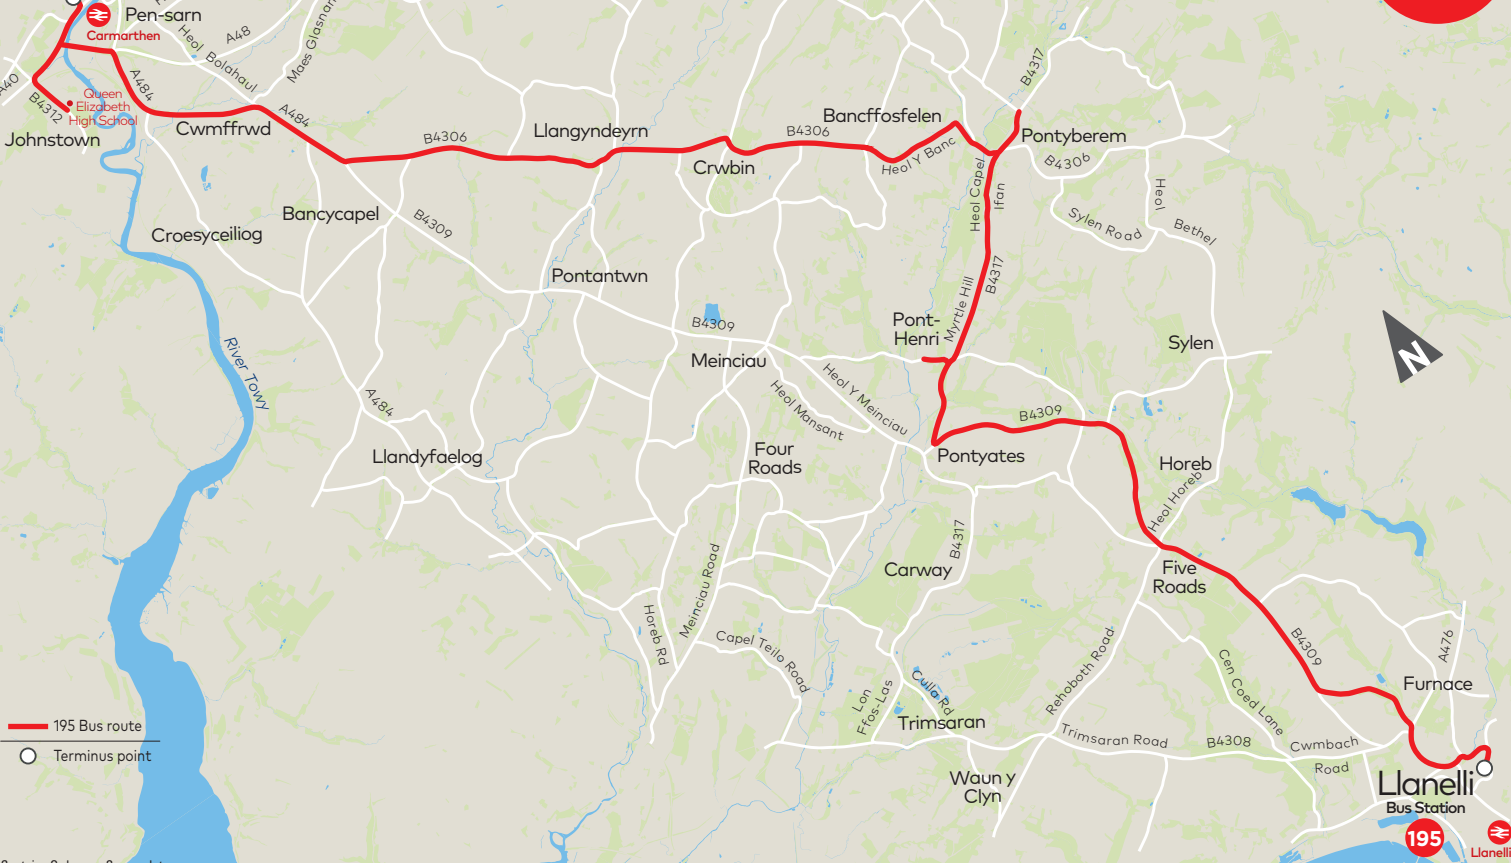 Pen-sarn
Carmarthen
A48
Heol Bolahaul
Maes Glasnant
A40
B4312
A484
Queen
Elizabeth
High School
Johnstown
Cwmffrwd
A484
B4306
Llangyndeyrn
Crwbin
B4306
Bancffosfelen
Heol Y Banc
B4317
Pontyberem
B4306
Heol Capel
Ifan
Sylen Road
Heol
Bethel
Bancycapel
B4309
Croesyceiliog
Pontantwn
B4317
Myrtle Hill
Pont-
Henri
Sylen
N
River Towy
B4309
Meinciau
Heol Y Meinciau
Heol Mansant
A484
B4309
Pontyates
Llandyfaelog
Four
Roads
Horeb
Heol Horeb
B4317
Carway
Five
Roads
Meinciau Road
Horeb Rd
Capel Teilo Road
Lon
Ffos-Las
Culla Rd
Trimsaran
Rehoboth Road
Cen Coed Lane
B4309
A476
Furnace
Trimsaran Road
B4308
Cwmbach
Road
Waun y
Clyn
195 Bus route
Terminus point
Llanelli
Bus Station
195
Llanelli